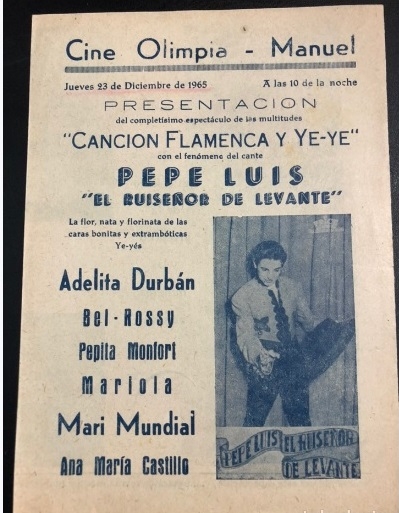 Cine Olimpia - Manuel
Jueves 23 de Diciembre de 1965 A las 10 de la noche
PRESENTACION
del completísimo espectáculo de las multitudes
"CANCION FLAMENCA Y YE-YE"
con el fenómeno del cante
PEPE LUIS
"EL RUISEÑOR DE LEVANTE"
La flor, nata y florinata de las
caras bonitas y extrambóticas
Ye-yés
Adelita Durbán
Bel-Rossy
Pepita Monfort
Mariola
Mari Mundial
Ana María Castillo
PEPE LUIS EL RUISEÑOR
DE LEVANTE